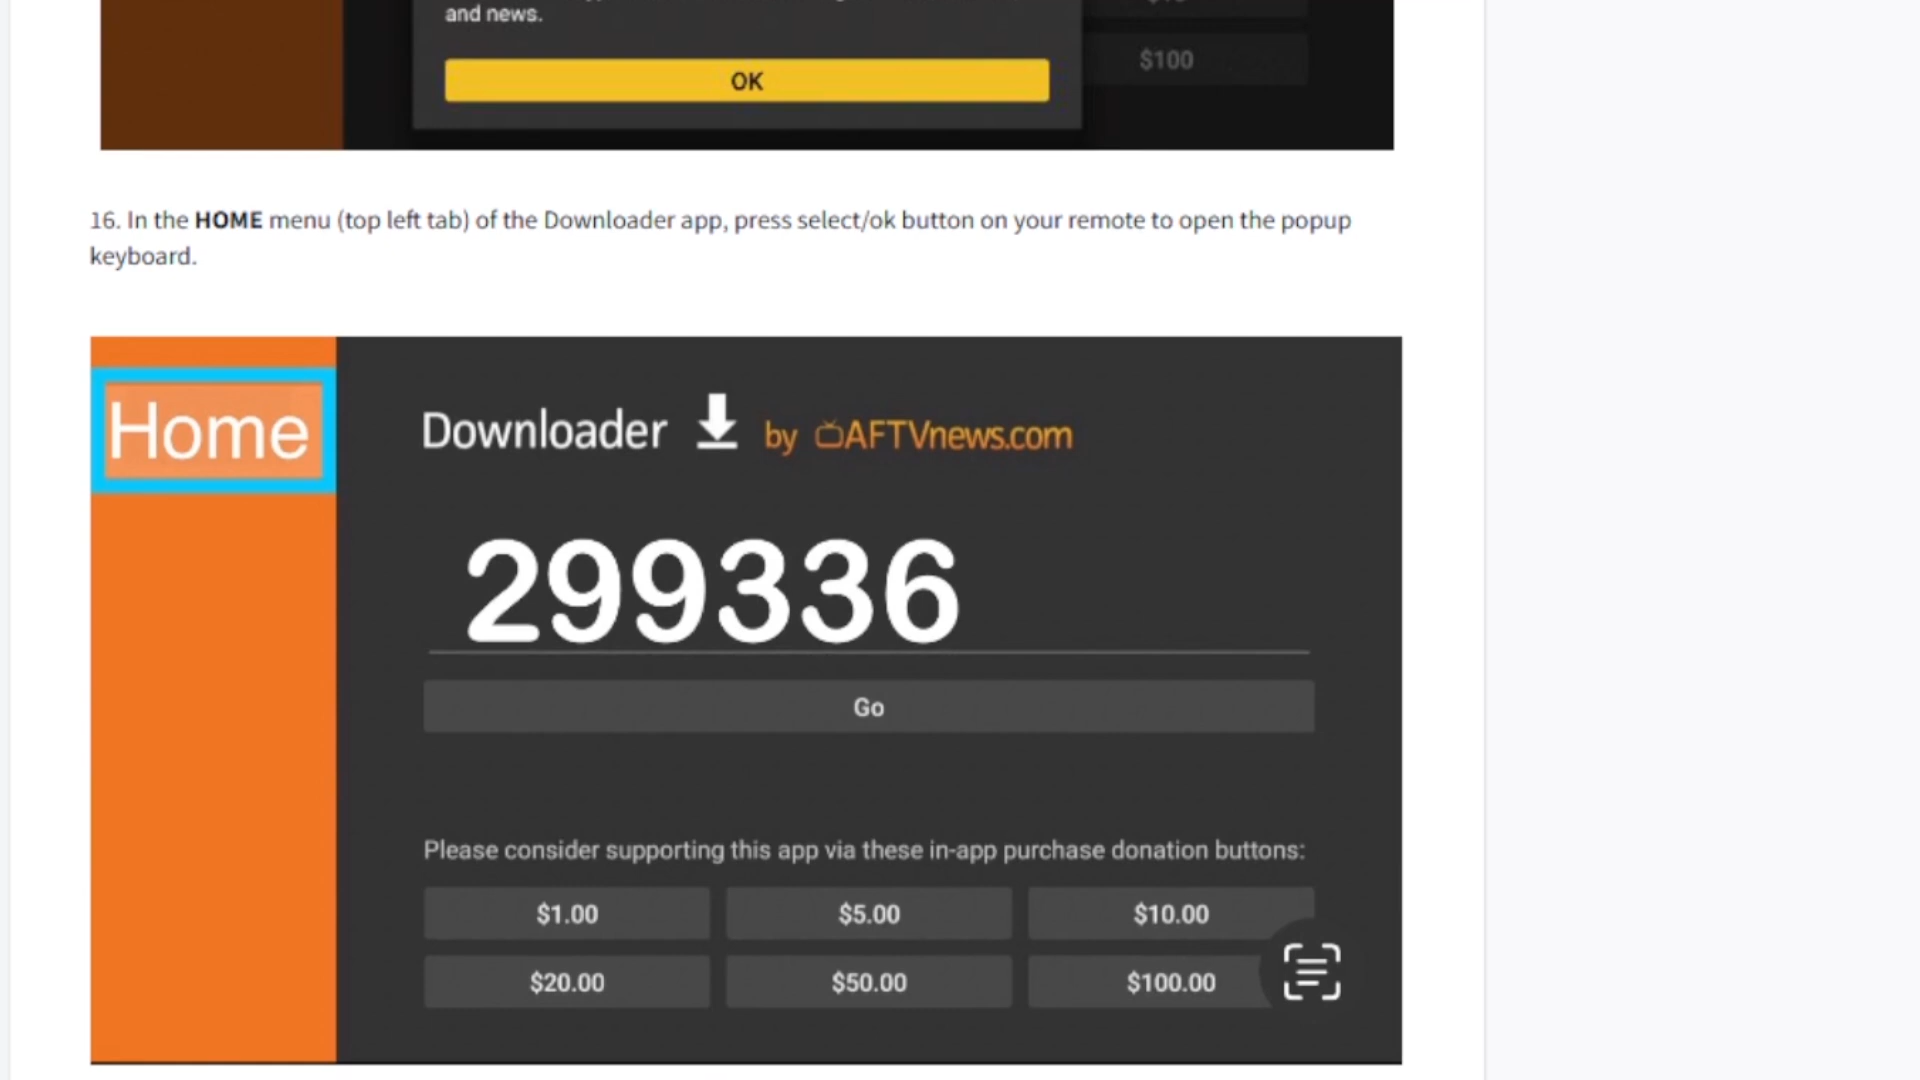 and news.
OK
$100
16. In the HOME menu (top left tab) of the Downloader app, press select/ok button on your remote to open the popup
keyboard.
Home
Downloader by AFTVnews.com
299336
Go
Please consider supporting this app via these in-app purchase donation buttons:
$1.00 $5.00 $10.00
$20.00 $50.00 $100.00